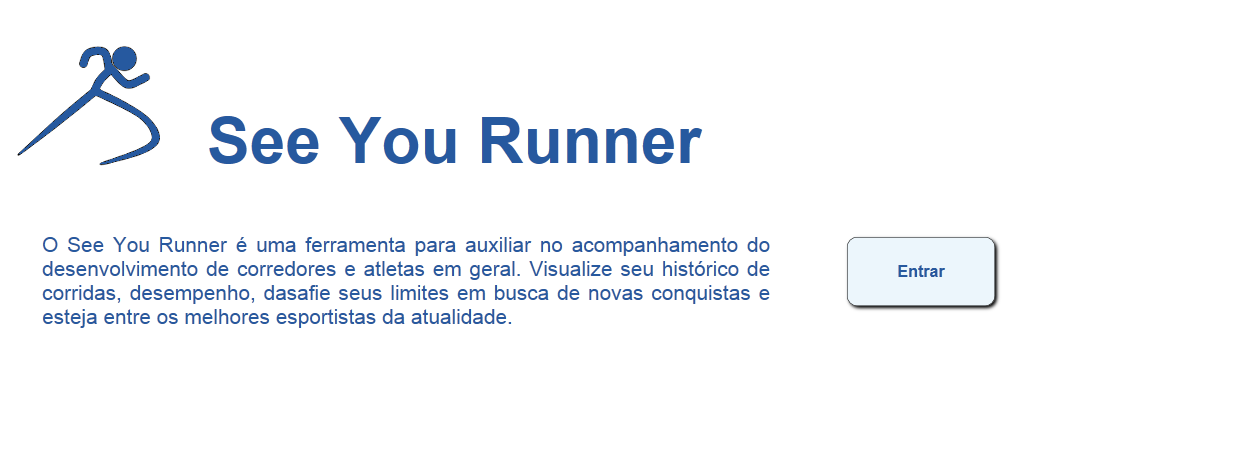 See You Runner
O See You Runner é uma ferramenta para auxiliar no acompanhamento do
desenvolvimento de corredores e atletas em geral. Visualize seu histórico de
corridas, desempenho, dasafie seus limites em busca de novas conquistas e
esteja entre os melhores esportistas da atualidade.
Entrar